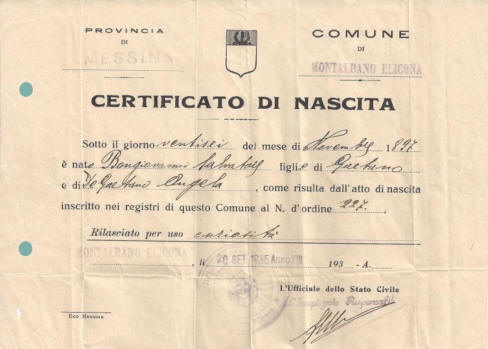 PROVINCIA
DI
MESSINA
COMUNE
DI
MONTALBANO ELICONA
CERTIFICATO DI NASCITA
Sotto il giorno ventisei del mese di Novembre 1897
è nato Bongiovanni Salvatore figlio di Gaetano
e di De Gaetano Angela, come risulta dall'atto di nascita
inscritto nei registri di questo Comune al N. d'ordine 227.
Rilasciato per uso
MONTALBANO ELICONA, li 20 SET. 1935 Anno XIII 193 - A.
L'Ufficiale dello Stato Civile
L'Impiegato Responsabile
Eco Messina